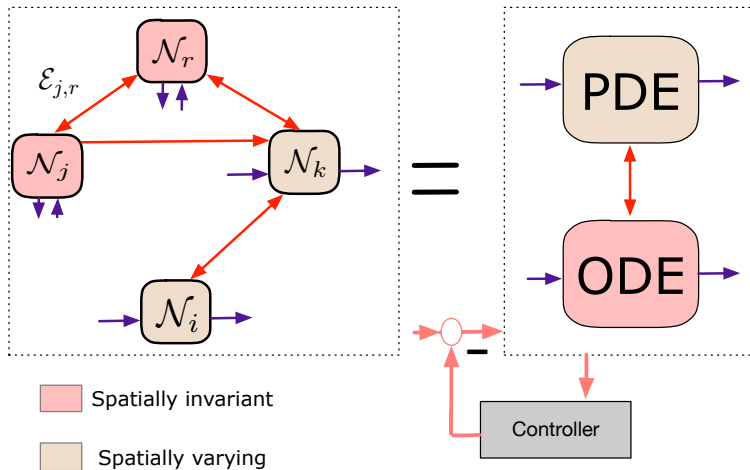 𝒩_r
PDE
ℰ_{j,r}
𝒩_j
𝒩_k
=
ODE
𝒩_i
−
Spatially invariant
Controller
Spatially varying